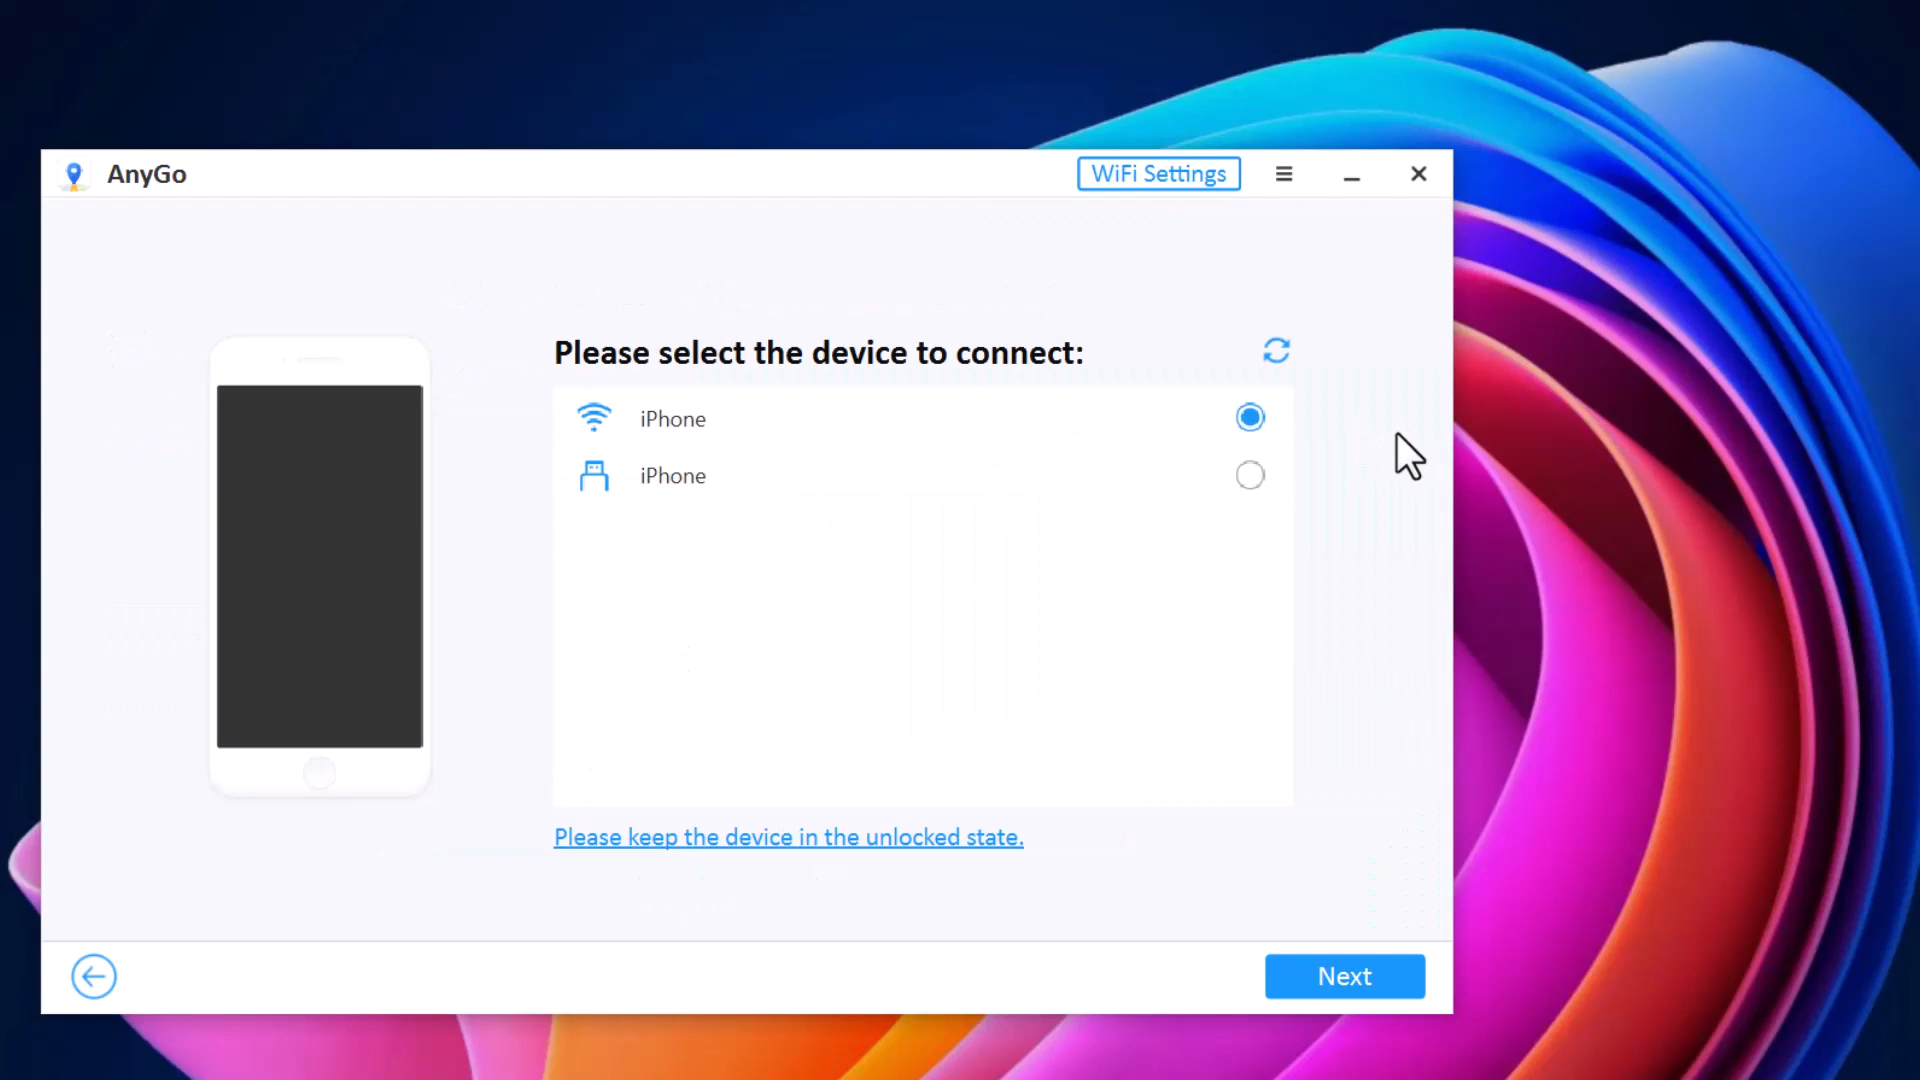 AnyGo
WiFi Settings
Please select the device to connect:
iPhone
iPhone
Please keep the device in the unlocked state.
Next